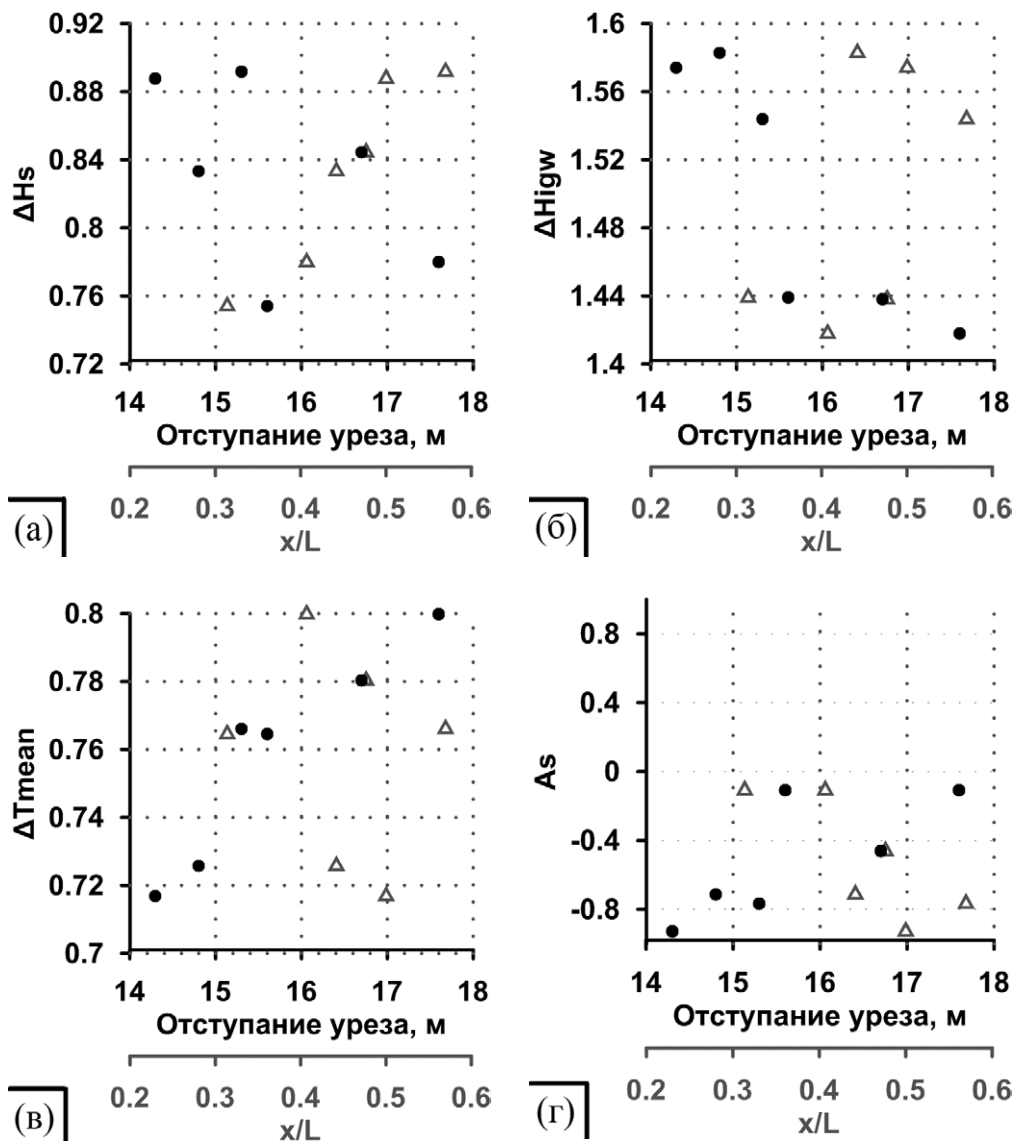 0.92
0.88
0.84
0.8
0.76
0.72
ΔHs
14 15 16 17 18
Отступание уреза, м
0.2 0.3 0.4 0.5 0.6
x/L
(а)
1.6
1.56
1.52
1.48
1.44
1.4
ΔHigw
14 15 16 17 18
Отступание уреза, м
0.2 0.3 0.4 0.5 0.6
x/L
(б)
0.8
0.78
0.76
0.74
0.72
0.7
ΔTmean
14 15 16 17 18
Отступание уреза, м
0.2 0.3 0.4 0.5 0.6
x/L
(в)
0.8
0.4
0
-0.4
-0.8
As
14 15 16 17 18
Отступание уреза, м
0.2 0.3 0.4 0.5 0.6
x/L
(г)